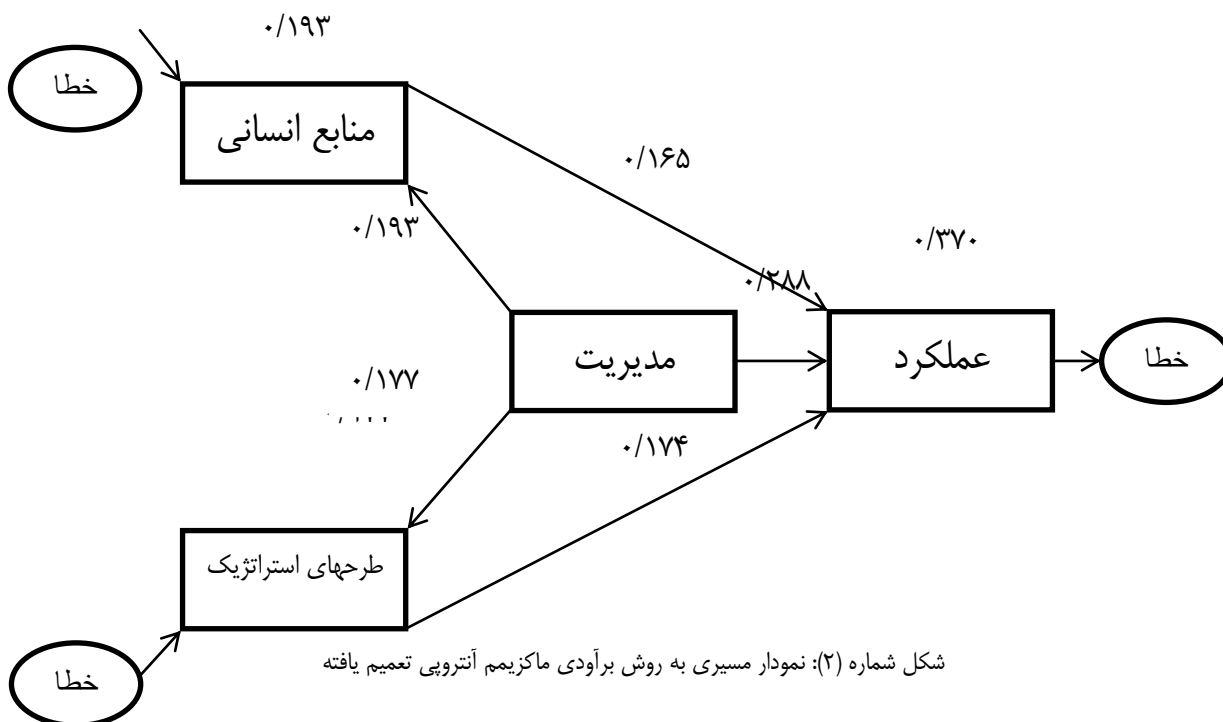 ۰/۱۹۳
خطا
منابع انسانی
۰/۱۶۵
۰/۱۹۳
۰/۳۷۰
۰/۲۸۸
مدیریت
عملکرد
خطا
۰/۱۷۷
۰/۱۷۴
طرحهای استراتژیک
خطا
شکل شماره (۲): نمودار مسیری به روش برآودی ماکزیمم آنتروپی تعمیم یافته